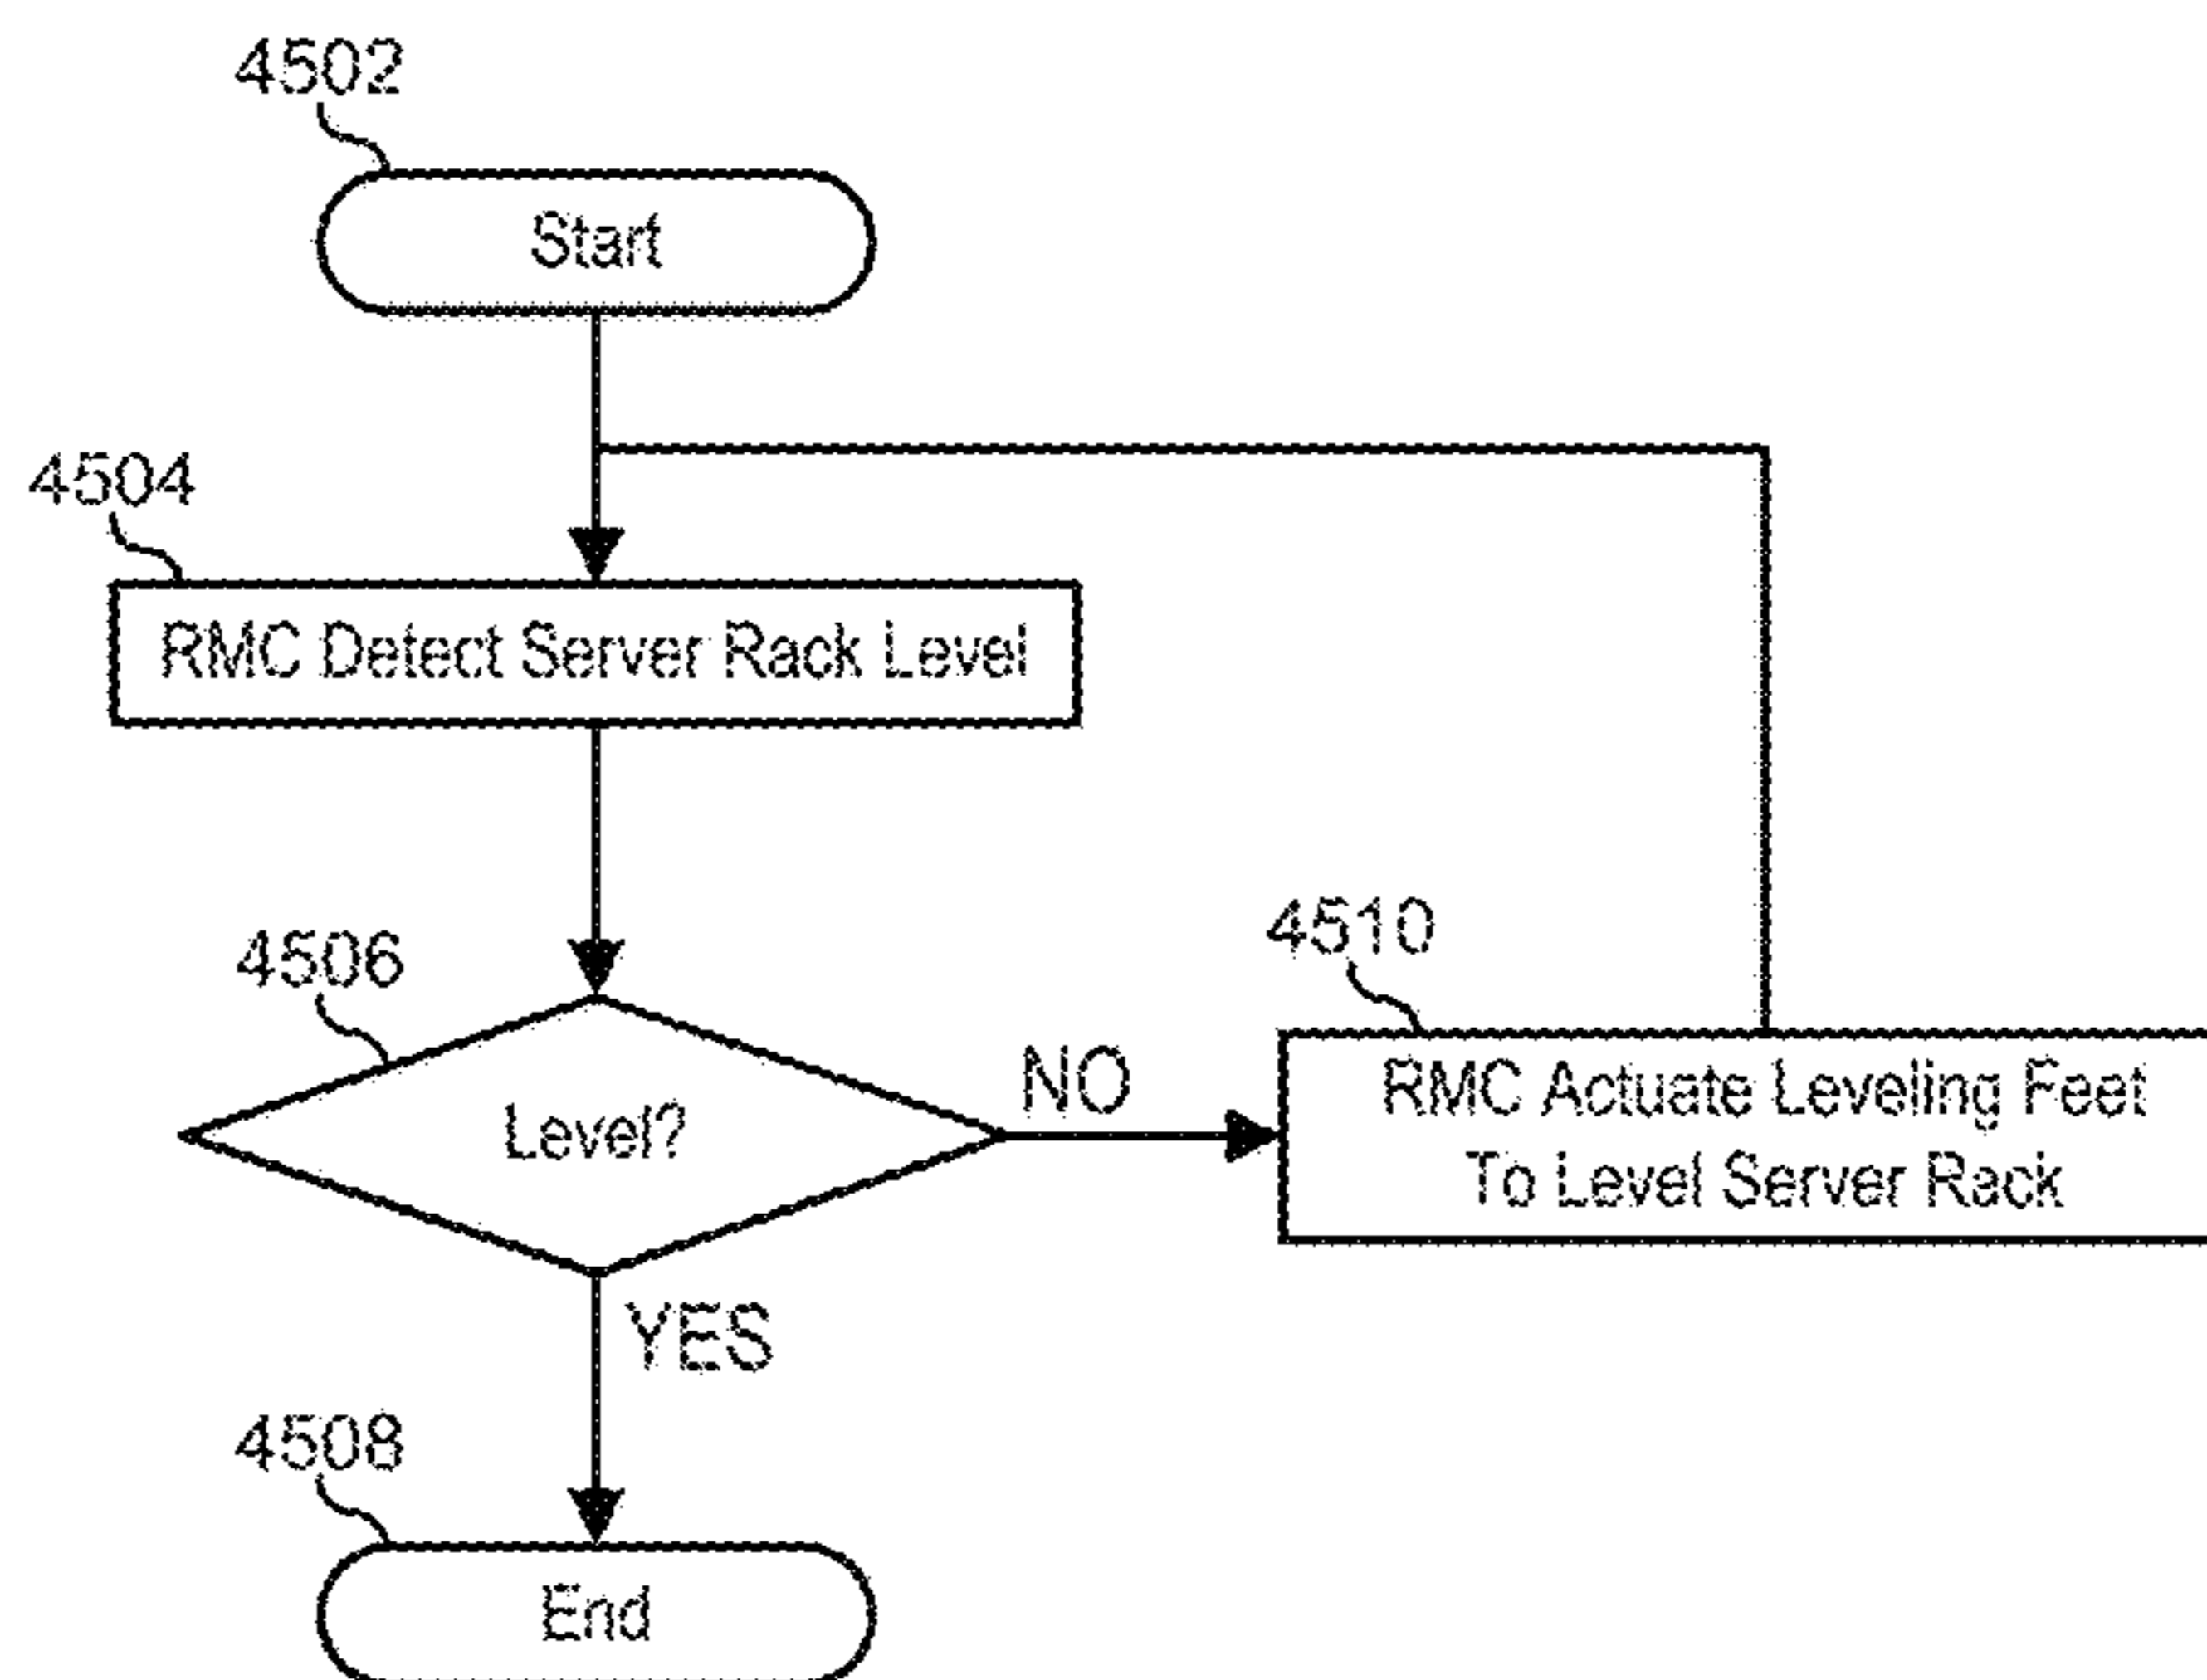 4502
Start
4504
RMC Detect Server Rack Level
4506
Level?
NO
4510
RMC Actuate Leveling Feet
To Level Server Rack
YES
4508
End